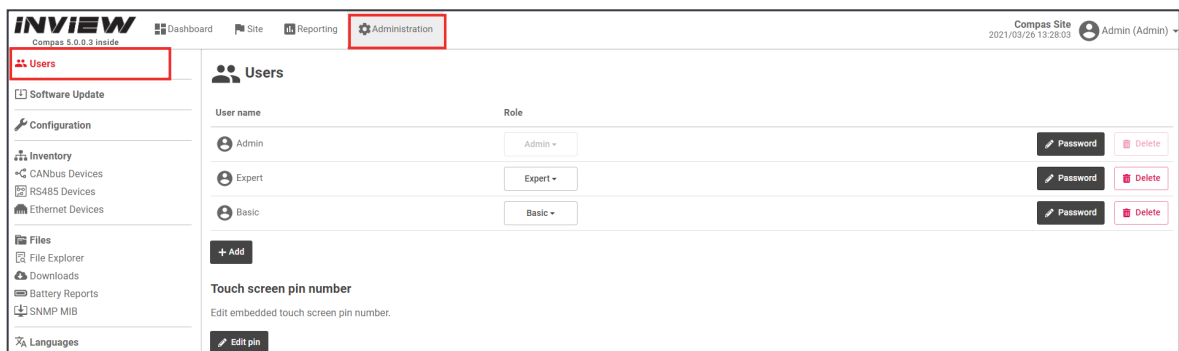 iNViEW
Compas 5.0.0.3 inside
Dashboard
Site
Reporting
Administration
Compas Site
2021/03/26 13:28:03
Admin (Admin)
Users
Software Update
Configuration
Inventory
CANbus Devices
RS485 Devices
Ethernet Devices
Files
File Explorer
Downloads
Battery Reports
SNMP MIB
Languages
Users
User name Role
Admin Admin Password Delete
Expert Expert Password Delete
Basic Basic Password Delete
+ Add
Touch screen pin number
Edit embedded touch screen pin number.
Edit pin